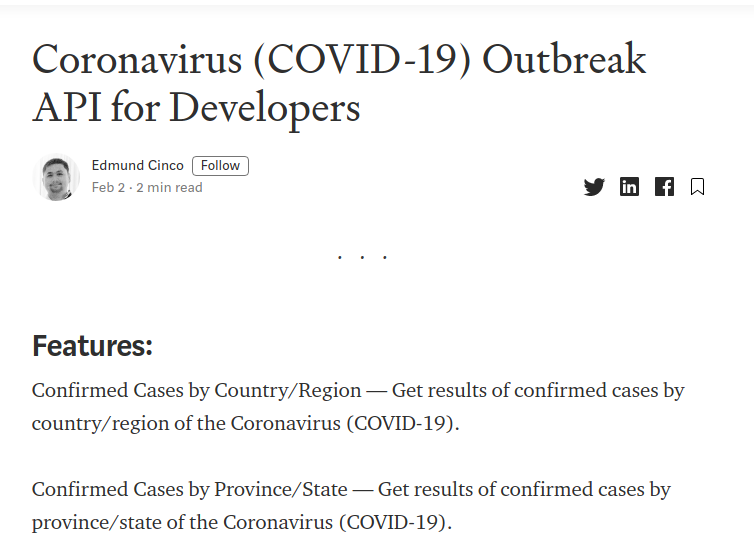 Coronavirus (COVID-19) Outbreak
API for Developers
Edmund Cinco Follow
Feb 2 · 2 min read
. . .
Features:
Confirmed Cases by Country/Region — Get results of confirmed cases by
country/region of the Coronavirus (COVID-19).
Confirmed Cases by Province/State — Get results of confirmed cases by
province/state of the Coronavirus (COVID-19).